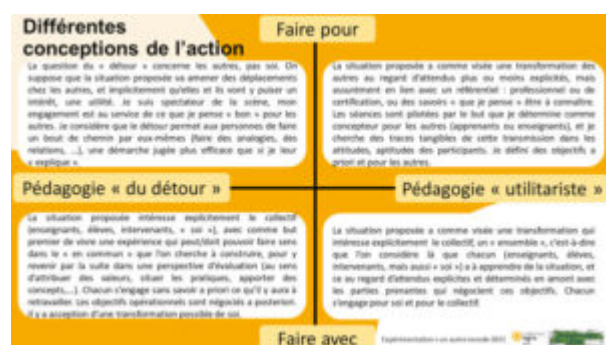 Différentes
conceptions de l'action
Faire pour
La question du « détour » concerne les autres, pas soi. On
suppose que la situation proposée va amener des déplacements
chez les autres, et implicitement qu'elles et ils vont y puiser un
intérêt, une utilité. Je suis spectateur de la scène, mon
engagement est au service de ce que je pense « bon » pour les
autres. Je considère que le détour permet aux personnes de faire
un bout de chemin par eux-mêmes (faire des analogies, des
relations, ...), une démarche jugée plus efficace que si je leur
« explique ».
La situation proposée a comme visée une transformation des
autres au regard d'attendus plus ou moins explicités, mais
assurément en lien avec un référentiel : professionnel ou de
certification, ou des savoirs « que je pense » être à connaître.
Les séances sont pilotées par le but que je détermine comme
concepteur pour les autres (apprenants ou enseignants), et je
cherche des traces tangibles de cette transmission dans les
attitudes, aptitudes des participants. Je défini des objectifs a
priori et pour les autres.
Pédagogie « du détour »
Pédagogie « utilitariste »
La situation proposée intéresse explicitement le collectif
(enseignants, élèves, intervenants, « soi »), avec comme but
premier de vivre une expérience qui peut/doit pouvoir faire sens
dans le « en commun » que l'on cherche à construire, pour y
revenir par la suite dans une perspective d'évaluation (au sens
d'attribuer des valeurs, situer les pratiques, apporter des
concepts,...). Chacun s'engage sans savoir a priori ce qu'il y aura à
retravailler. Les objectifs opérationnels sont négociés a posteriori.
Il y a acception d'une transformation possible de soi.
La situation proposée a comme visée une transformation qui
intéresse explicitement le collectif, un « ensemble », c'est-à-dire
que l'on considère là que chacun (enseignants, élèves,
intervenants, mais aussi « soi ») a à apprendre de la situation, et
ce au regard d'attendus explicites et déterminés en amont avec
les parties prenantes qui négocient ces objectifs. Chacun
s'engage pour soi et pour le collectif.
Faire avec